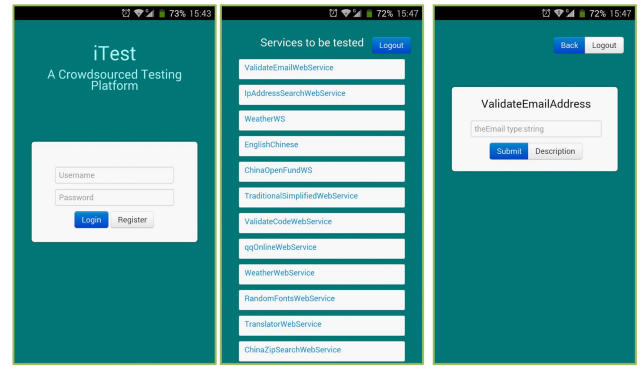 73% 15:43
iTest
A Crowdsourced Testing
Platform
Username
Password
Login Register
72% 15:47
Services to be tested Logout
ValidateEmailWebService
IpAddressSearchWebService
WeatherWS
EnglishChinese
ChinaOpenFundWS
TraditionalSimplifiedWebService
ValidateCodeWebService
qqOnlineWebService
WeatherWebService
RandomFontsWebService
TranslatorWebService
ChinaZipSearchWebService
72% 15:47
Back Logout
ValidateEmailAddress
theEmail type:string
Submit Description